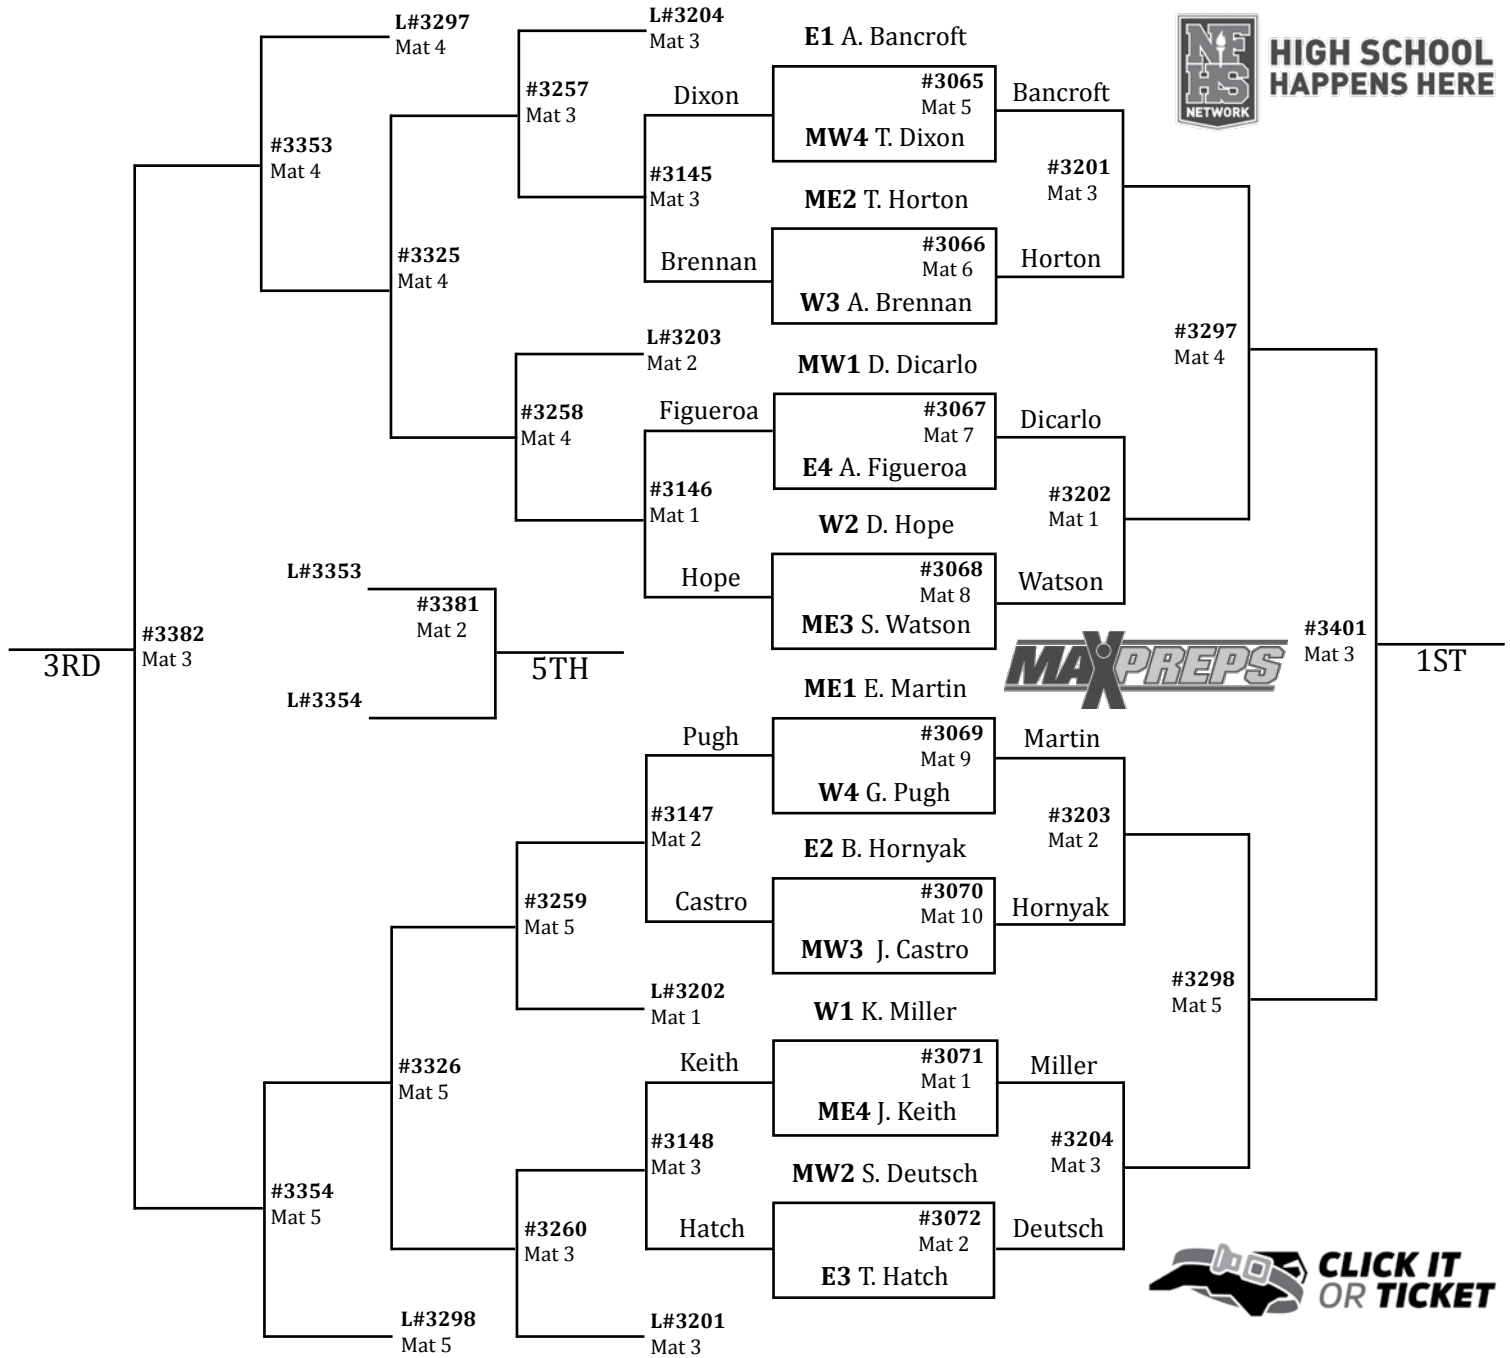 L#3297
Mat 4
L#3204
Mat 3
E1 A. Bancroft
NFHS
NETWORK
HIGH SCHOOL
HAPPENS HERE
#3257
Mat 3
Dixon
#3065
Mat 5
Bancroft
MW4 T. Dixon
#3353
Mat 4
#3145
Mat 3
#3201
Mat 3
ME2 T. Horton
#3325
Mat 4
Brennan
#3066
Mat 6
Horton
W3 A. Brennan
L#3203
Mat 2
#3297
Mat 4
MW1 D. Dicarlo
#3258
Mat 4
Figueroa
#3067
Mat 7
Dicarlo
E4 A. Figueroa
#3146
Mat 1
#3202
Mat 1
W2 D. Hope
L#3353
#3381
Mat 2
Hope
#3068
Mat 8
Watson
ME3 S. Watson
#3382
Mat 3
3RD
5TH
MAXPREPS
#3401
Mat 3
1ST
L#3354
ME1 E. Martin
Pugh
#3069
Mat 9
Martin
W4 G. Pugh
#3147
Mat 2
#3203
Mat 2
E2 B. Hornyak
#3259
Mat 5
Castro
#3070
Mat 10
Hornyak
MW3 J. Castro
L#3202
Mat 1
#3298
Mat 5
W1 K. Miller
#3326
Mat 5
Keith
#3071
Mat 1
Miller
ME4 J. Keith
#3148
Mat 3
#3204
Mat 3
MW2 S. Deutsch
#3354
Mat 5
#3260
Mat 3
Hatch
#3072
Mat 2
Deutsch
E3 T. Hatch
CLICK IT
OR TICKET
L#3298
Mat 5
L#3201
Mat 3